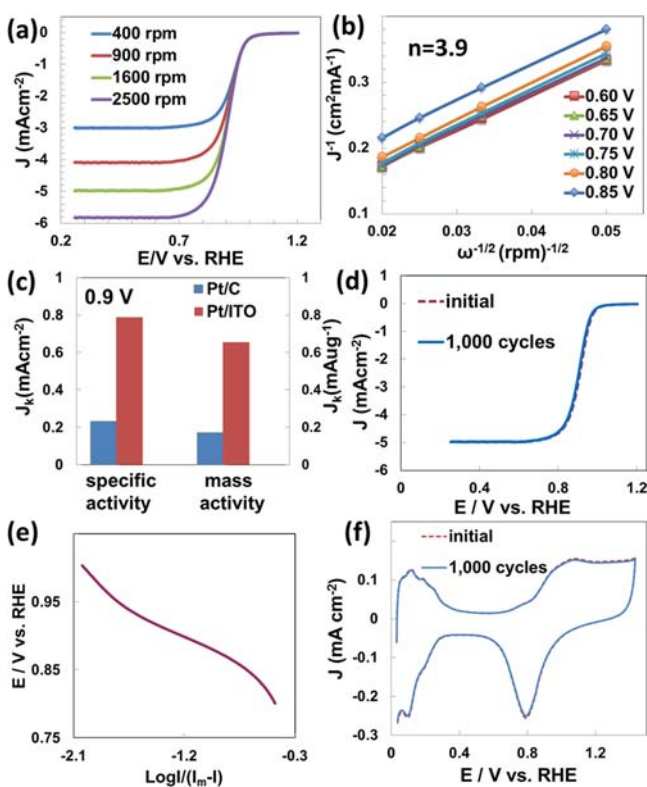 (a)
400 rpm
900 rpm
1600 rpm
2500 rpm
0
-1
-2
-3
-4
-5
-6
J (mAcm-2)
0.2 0.7 1.2
E/V vs. RHE
(b)
n=3.9
0.60 V
0.65 V
0.70 V
0.75 V
0.80 V
0.85 V
0.3
0.2
0.1
J-1 (cm2mA-1)
0.02 0.03 0.04 0.05
ω-1/2 (rpm)-1/2
(c)
0.9 V
Pt/C
Pt/ITO
1
0.8
0.6
0.4
0.2
0
Jk(mAcm-2)
1
0.8
0.6
0.4
0.2
0
Jk(mAug-1)
specific
activity
mass
activity
(d)
initial
1,000 cycles
0
-1
-2
-3
-4
-5
-6
J (mAcm-2)
0 0.4 0.8 1.2
E / V vs. RHE
(e)
0.95
0.85
0.75
E / V vs. RHE
-2.1 -1.2 -0.3
LogI/(Im-I)
(f)
initial
1,000 cycles
0.1
0
-0.1
-0.2
-0.3
J (mA cm-2)
0 0.4 0.8 1.2
E / V vs. RHE